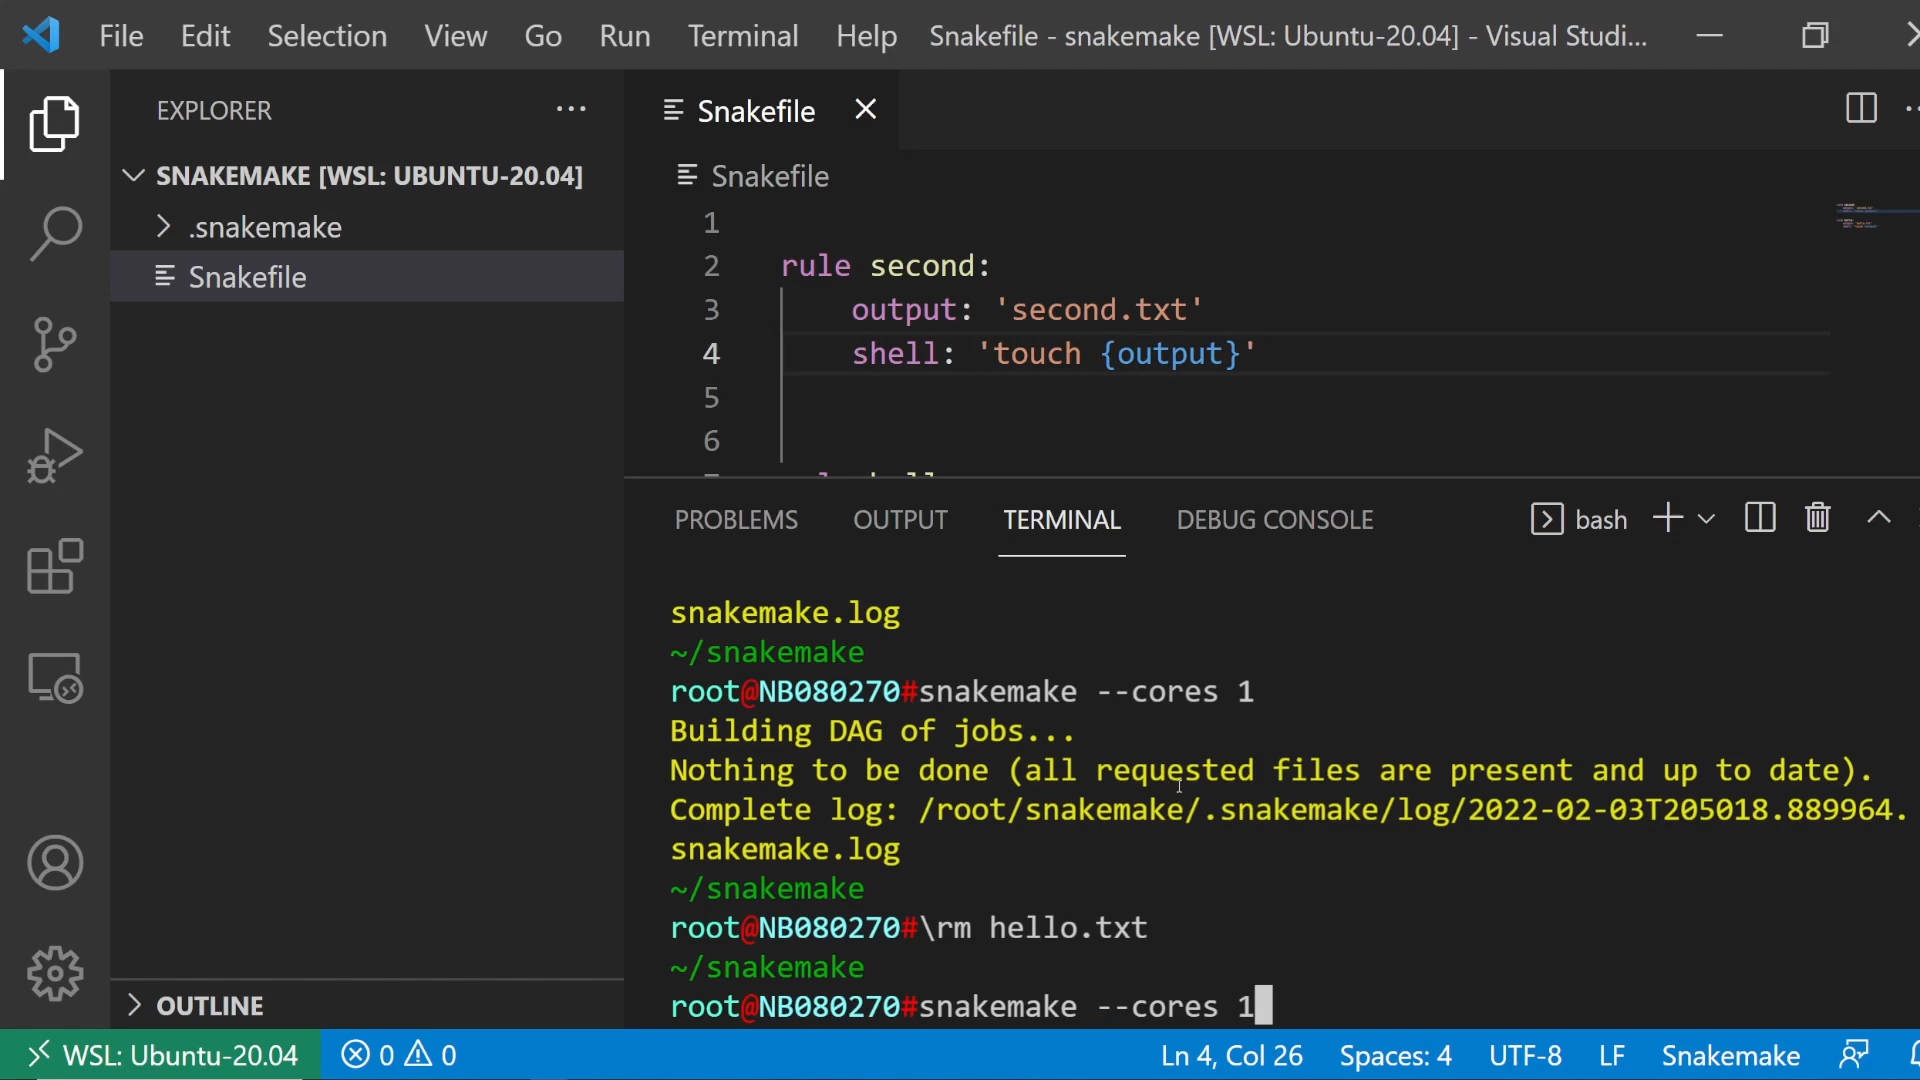 File Edit Selection View Go Run Terminal Help Snakefile - snakemake [WSL: Ubuntu-20.04] - Visual Studi...
EXPLORER ...
SNAKEMAKE [WSL: UBUNTU-20.04]
.snakemake
Snakefile
Snakefile
Snakefile
1
2 rule second:
3 output: 'second.txt'
4 shell: 'touch {output}'
5
6
PROBLEMS OUTPUT TERMINAL DEBUG CONSOLE bash
snakemake.log
~/snakemake
root@NB080270#snakemake --cores 1
Building DAG of jobs...
Nothing to be done (all requested files are present and up to date).
Complete log: /root/snakemake/.snakemake/log/2022-02-03T205018.889964.
snakemake.log
~/snakemake
root@NB080270#\rm hello.txt
~/snakemake
root@NB080270#snakemake --cores 1
OUTLINE
WSL: Ubuntu-20.04 0 0 Ln 4, Col 26 Spaces: 4 UTF-8 LF Snakemake